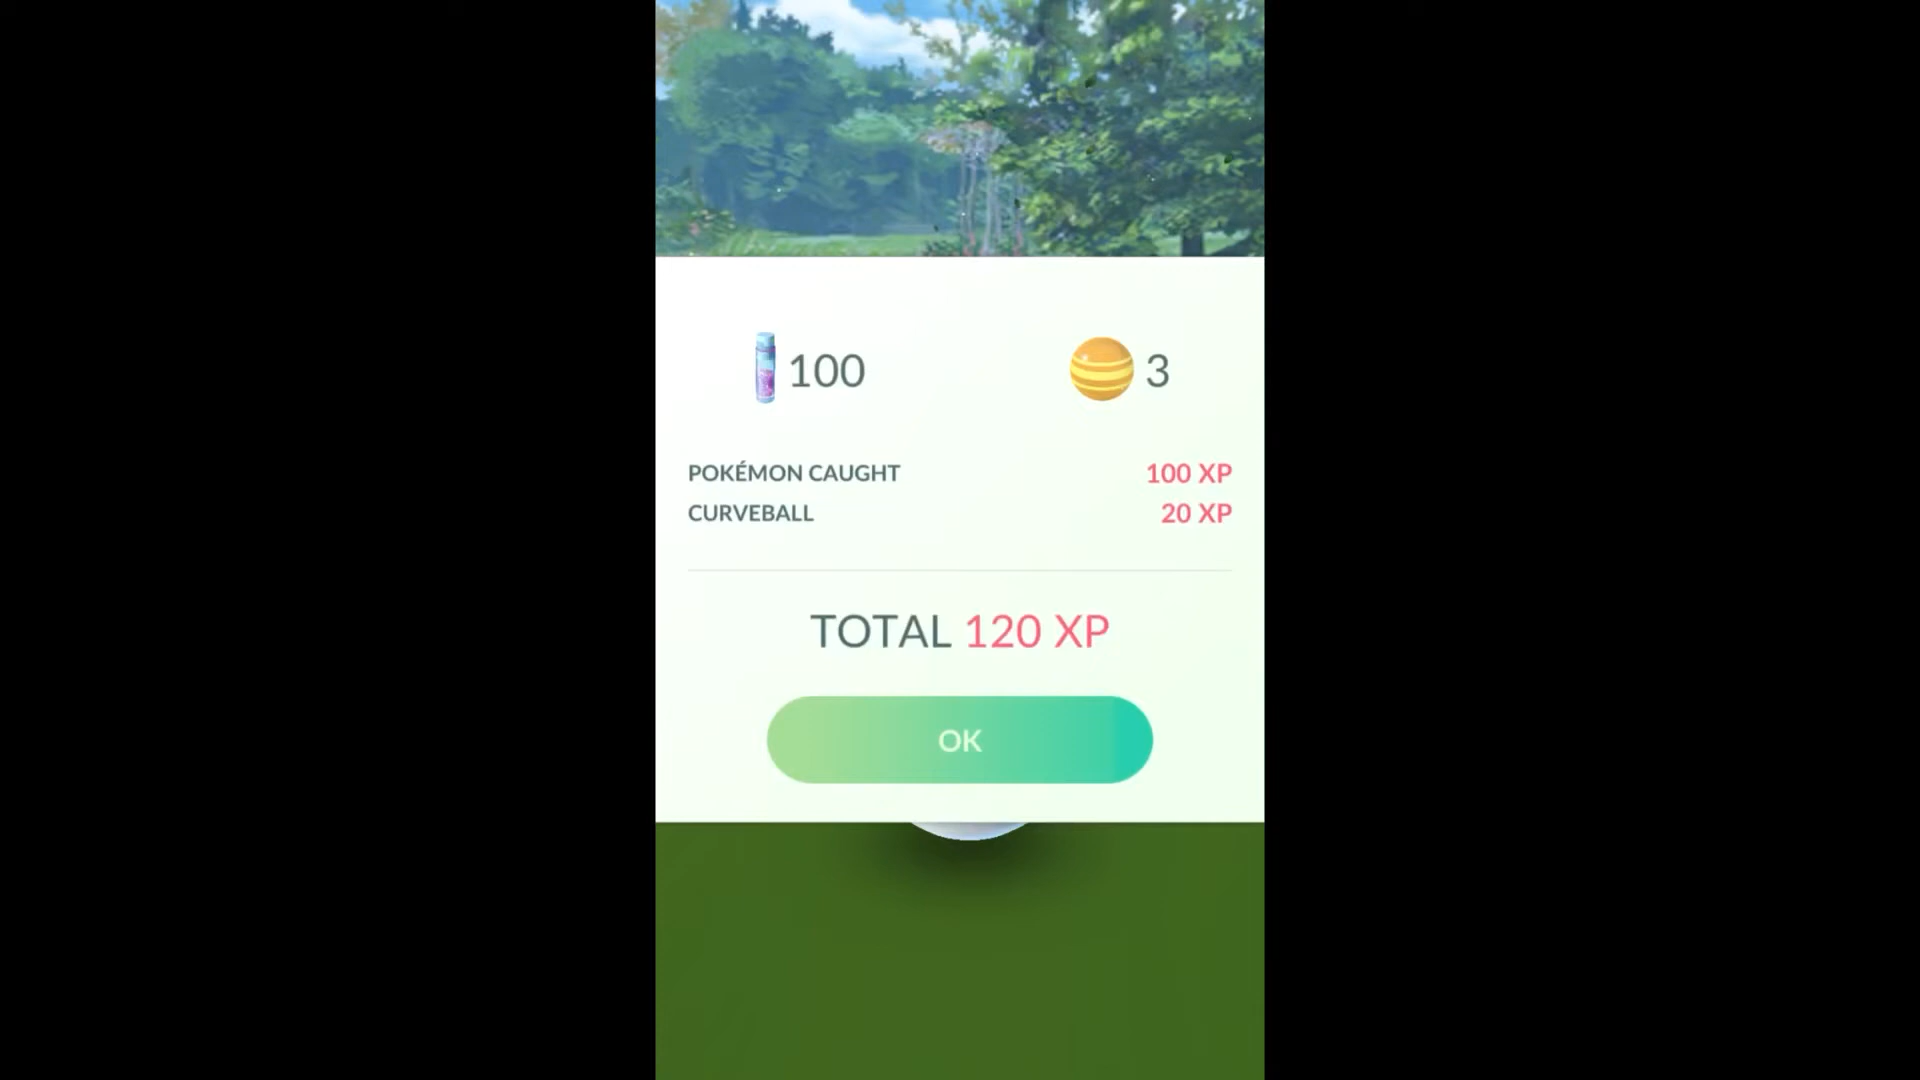 100 3
POKÉMON CAUGHT 100 XP
CURVEBALL 20 XP
TOTAL 120 XP
OK